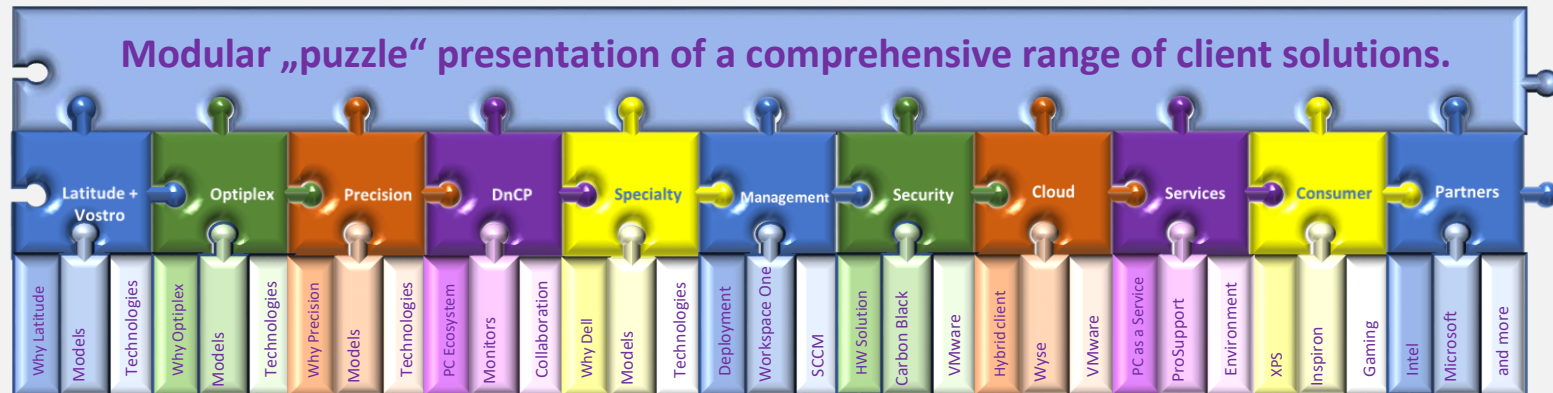 Modular „puzzle“ presentation of a comprehensive range of client solutions.
Latitude +
Vostro
Optiplex
Precision
DnCP
Specialty
Management
Security
Cloud
Services
Consumer
Partners
Why Latitude
Models
Technologies
Why Optiplex
Models
Technologies
Why Precision
Models
Technologies
PC Ecosystem
Monitors
Collaboration
Why Dell
Models
Technologies
Deployment
Workspace One
SCCM
HW Solution
Carbon Black
VMware
Hybrid client
Wyse
VMware
PC as a Service
ProSupport
Environment
XPS
Inspiron
Gaming
Intel
Microsoft
and more